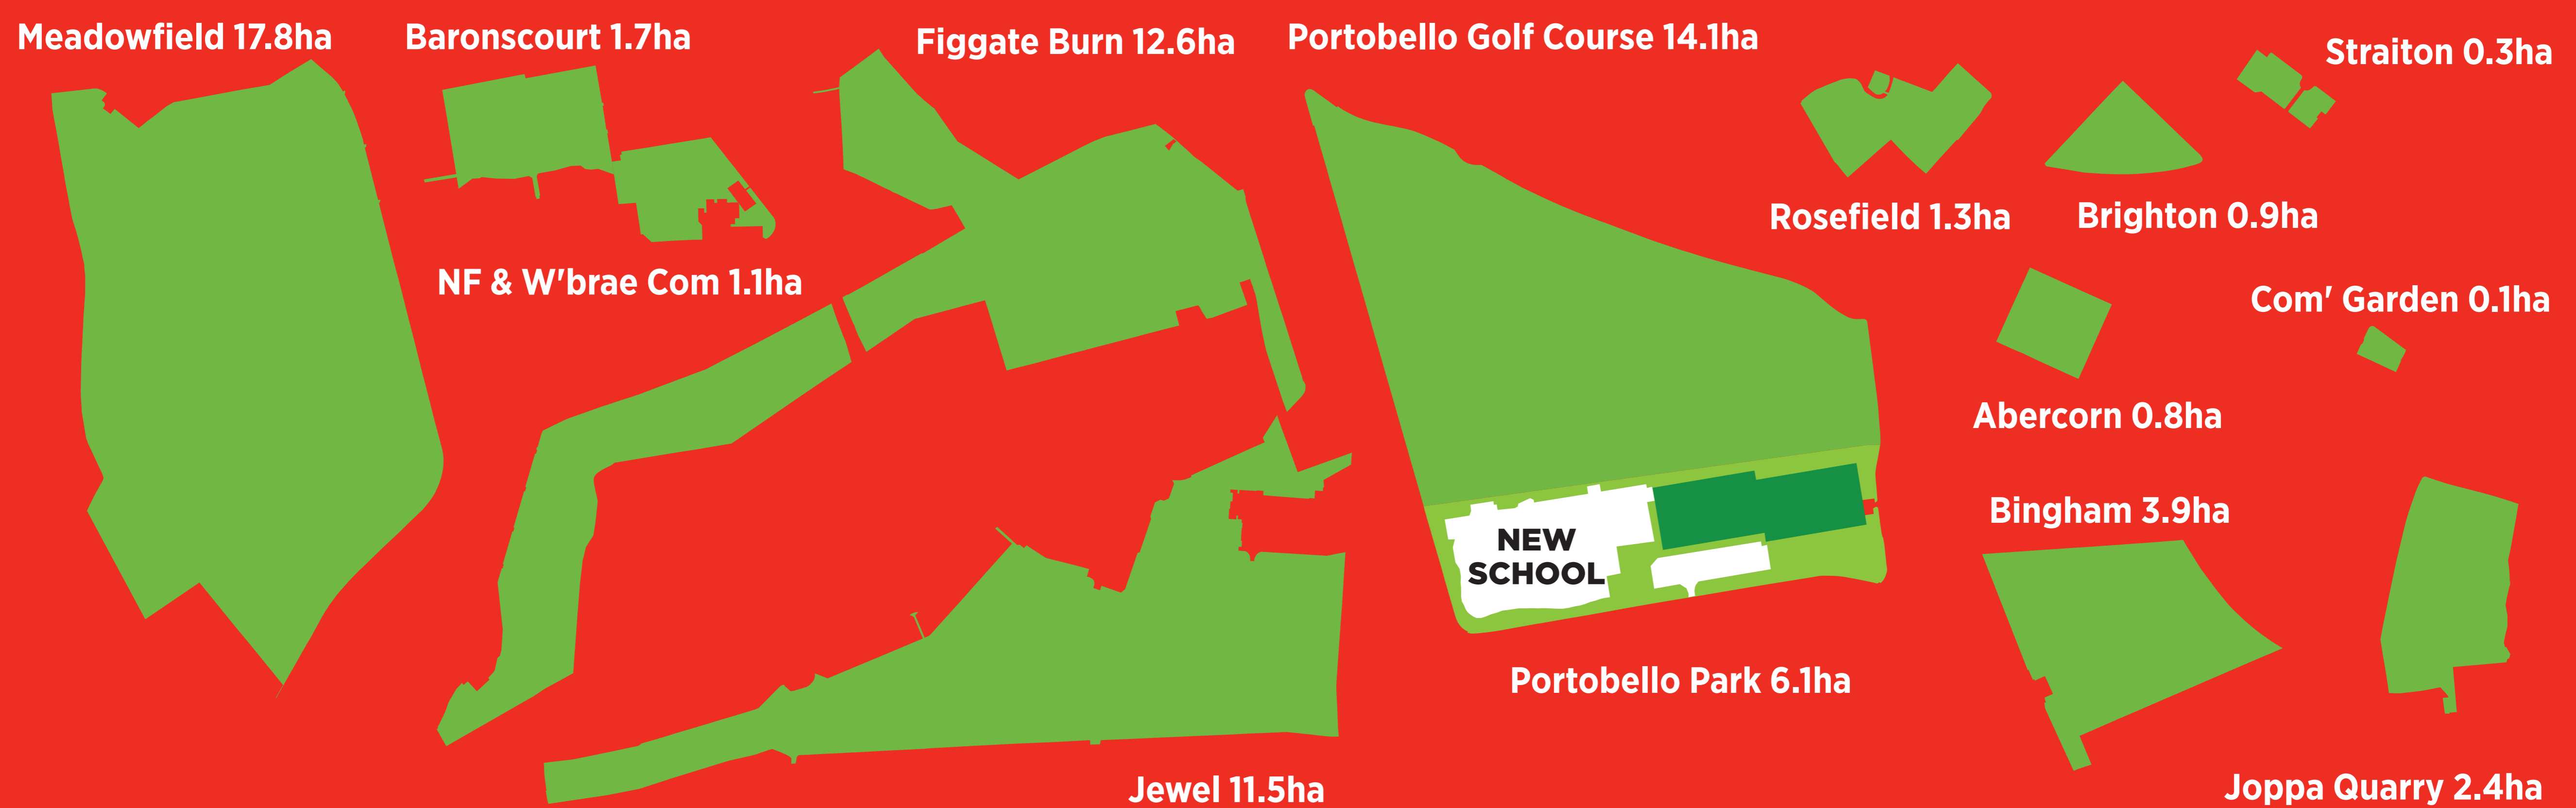 Meadowfield 17.8ha
Baronscourt 1.7ha
Figgate Burn 12.6ha
Portobello Golf Course 14.1ha
Straiton 0.3ha
Rosefield 1.3ha
Brighton 0.9ha
NF & W'brae Com 1.1ha
Com' Garden 0.1ha
Abercorn 0.8ha
Bingham 3.9ha
NEW
SCHOOL
Portobello Park 6.1ha
Jewel 11.5ha
Joppa Quarry 2.4ha